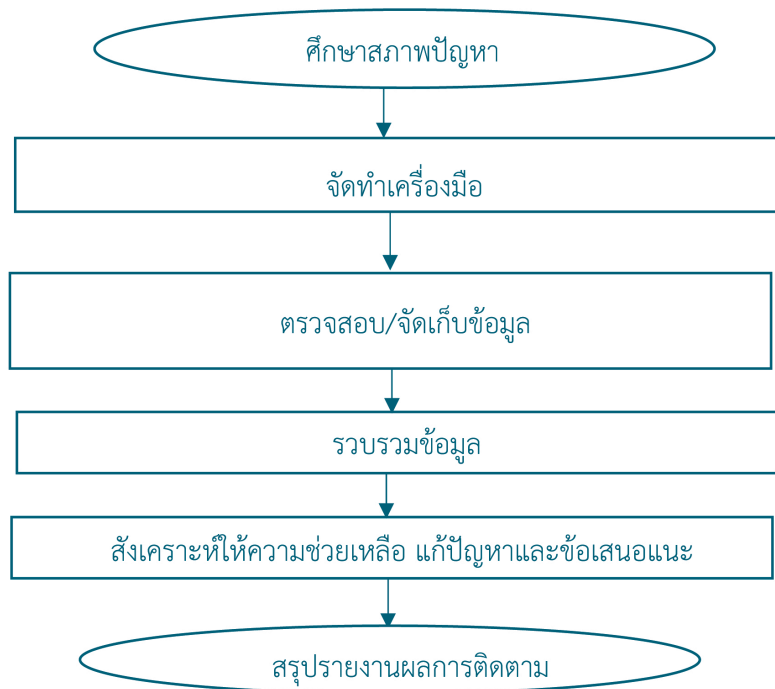 ศึกษาสภาพปัญหา
จัดทำเครื่องมือ
ตรวจสอบ/จัดเก็บข้อมูล
รวบรวมข้อมูล
สังเคราะห์ให้ความช่วยเหลือ แก้ปัญหาและข้อเสนอแนะ
สรุปรายงานผลการติดตาม